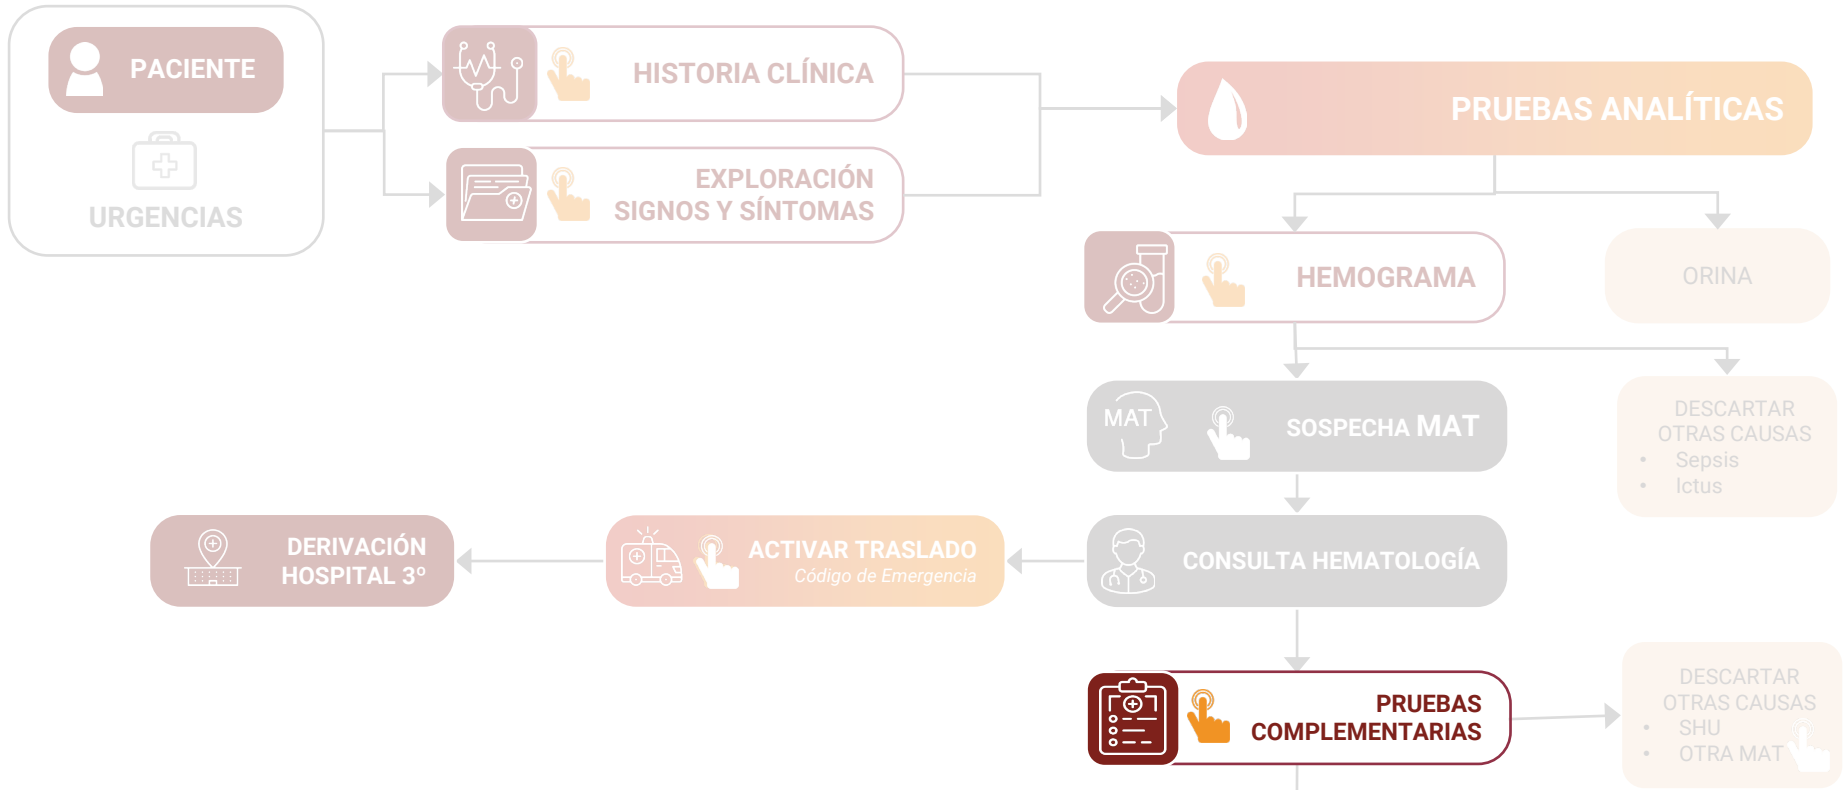 PACIENTE
URGENCIAS
HISTORIA CLÍNICA
EXPLORACIÓN
SIGNOS Y SÍNTOMAS
PRUEBAS ANALÍTICAS
HEMOGRAMA
ORINA
MAT
SOSPECHA MAT
DESCARTAR
OTRAS CAUSAS
• Sepsis
• Ictus
DERIVACIÓN
HOSPITAL 3º
ACTIVAR TRASLADO
Código de Emergencia
CONSULTA HEMATOLOGÍA
PRUEBAS
COMPLEMENTARIAS
DESCARTAR
OTRAS CAUSAS
• SHU
• OTRA MAT